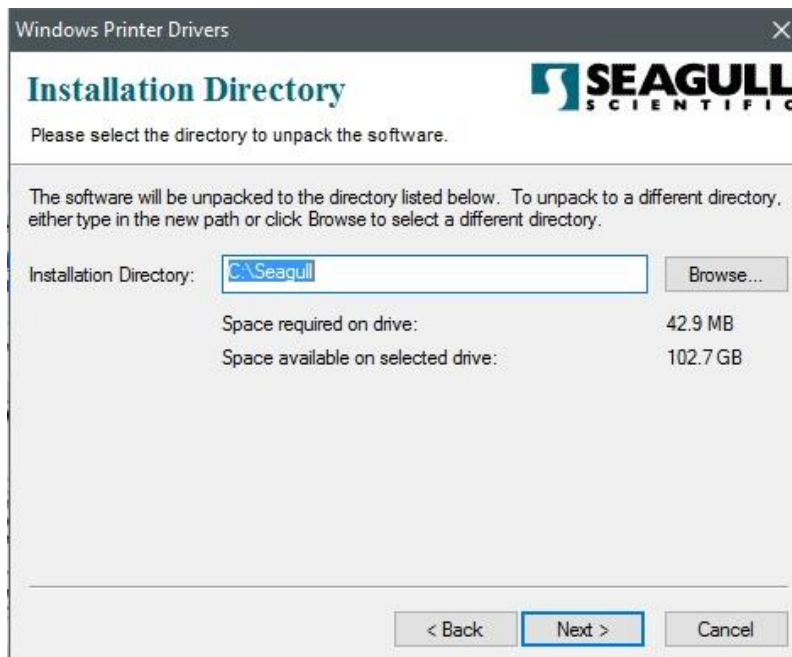 Windows Printer Drivers
Installation Directory
SEAGULL
SCIENTIFIC
Please select the directory to unpack the software.
The software will be unpacked to the directory listed below. To unpack to a different directory,
either type in the new path or click Browse to select a different directory.
Installation Directory: C:\Seagull Browse...
Space required on drive: 42.9 MB
Space available on selected drive: 102.7 GB
< Back Next > Cancel